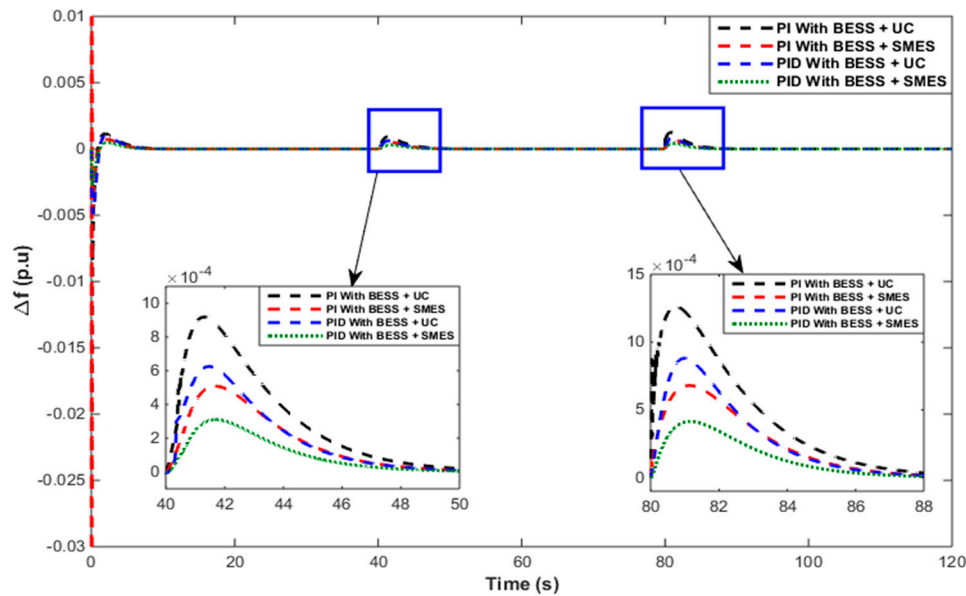 0.01
0.005
0
-0.005
-0.01
-0.015
-0.02
-0.025
-0.03
Δf (p.u)
PI With BESS + UC
PI With BESS + SMES
PID With BESS + UC
PID With BESS + SMES
× 10⁻⁴
10
8
6
4
2
0
PI With BESS + UC
PI With BESS + SMES
PID With BESS + UC
PID With BESS + SMES
40 42 44 46 48 50
× 10⁻⁴
15
10
5
0
PI With BESS + UC
PI With BESS + SMES
PID With BESS + UC
PID With BESS + SMES
80 82 84 86 88
0 20 40 60 80 100 120
Time (s)